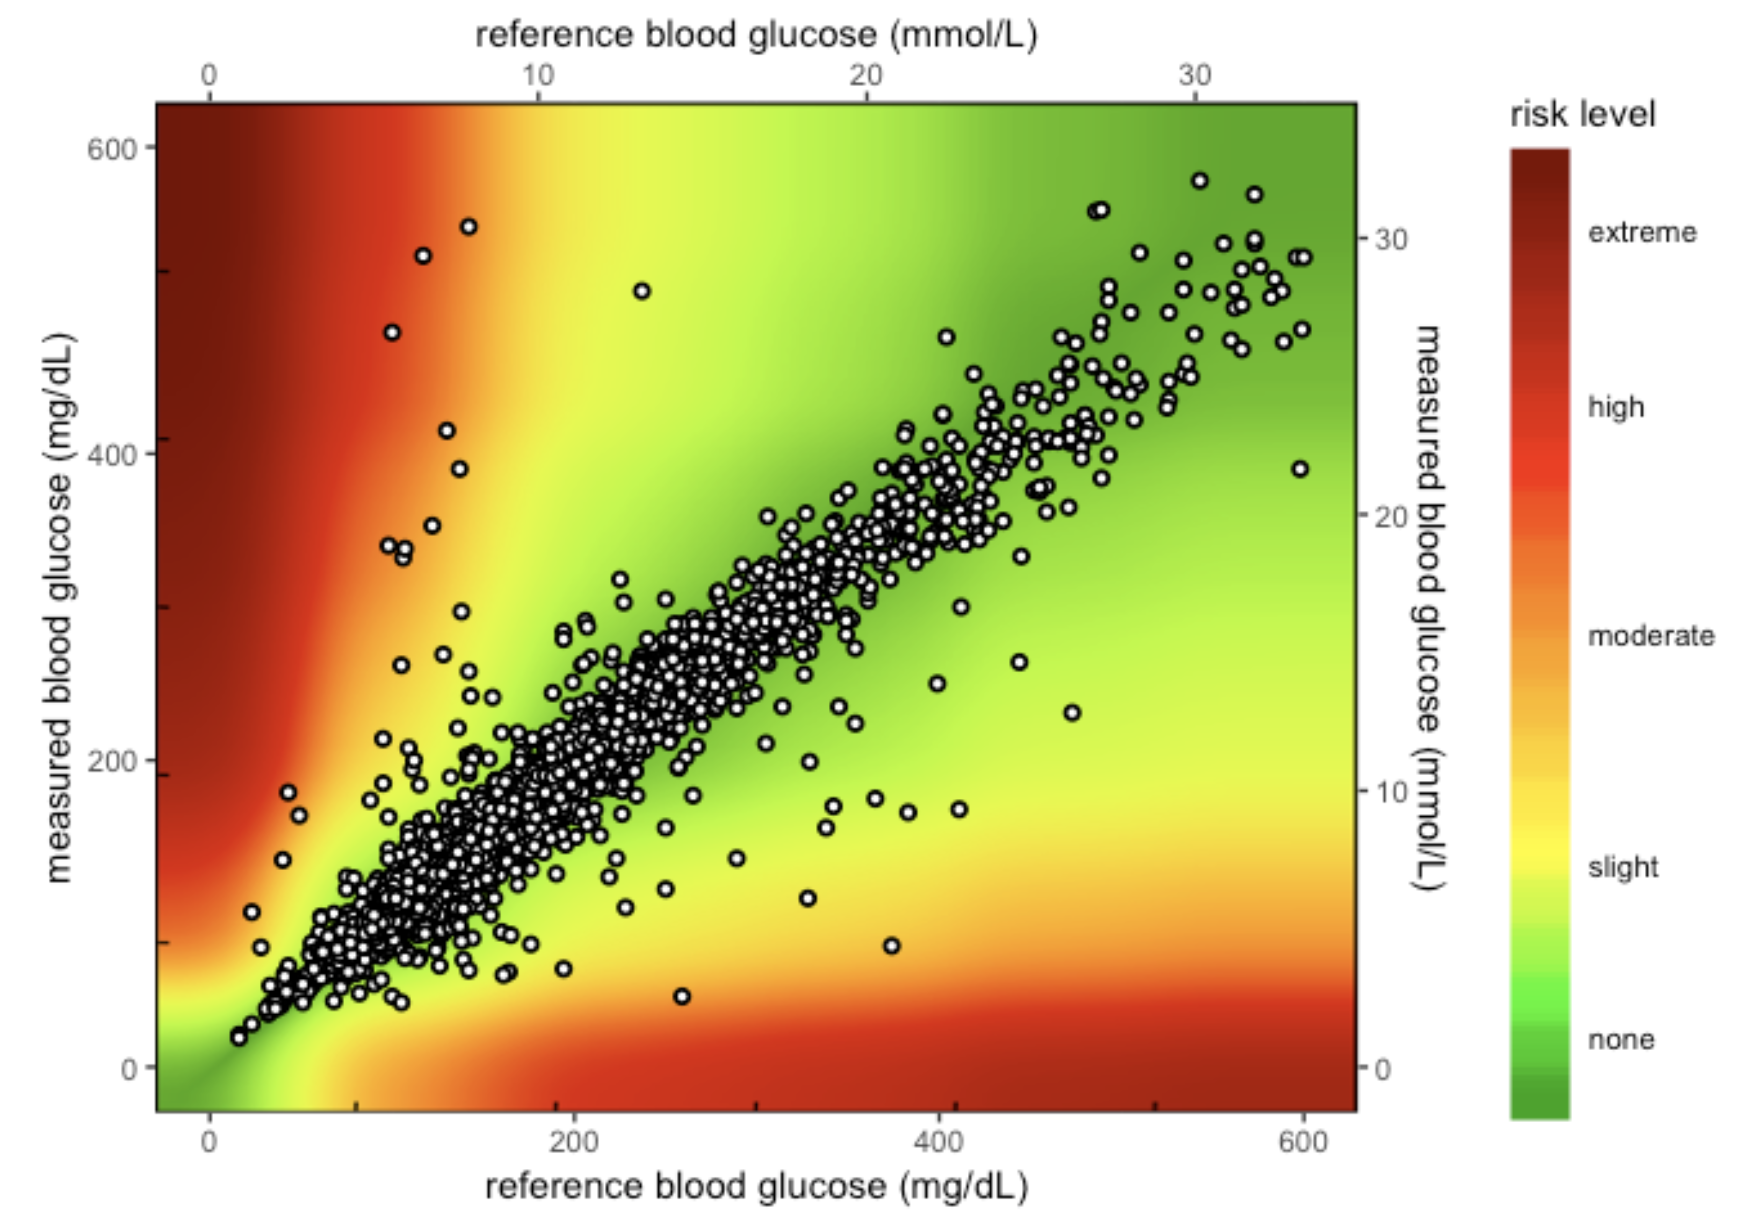 reference blood glucose (mmol/L)
0 10 20 30
risk level
600
400
200
0
measured blood glucose (mg/dL)
30
20
10
0
measured blood glucose (mmol/L)
extreme
high
moderate
slight
none
0 200 400 600
reference blood glucose (mg/dL)